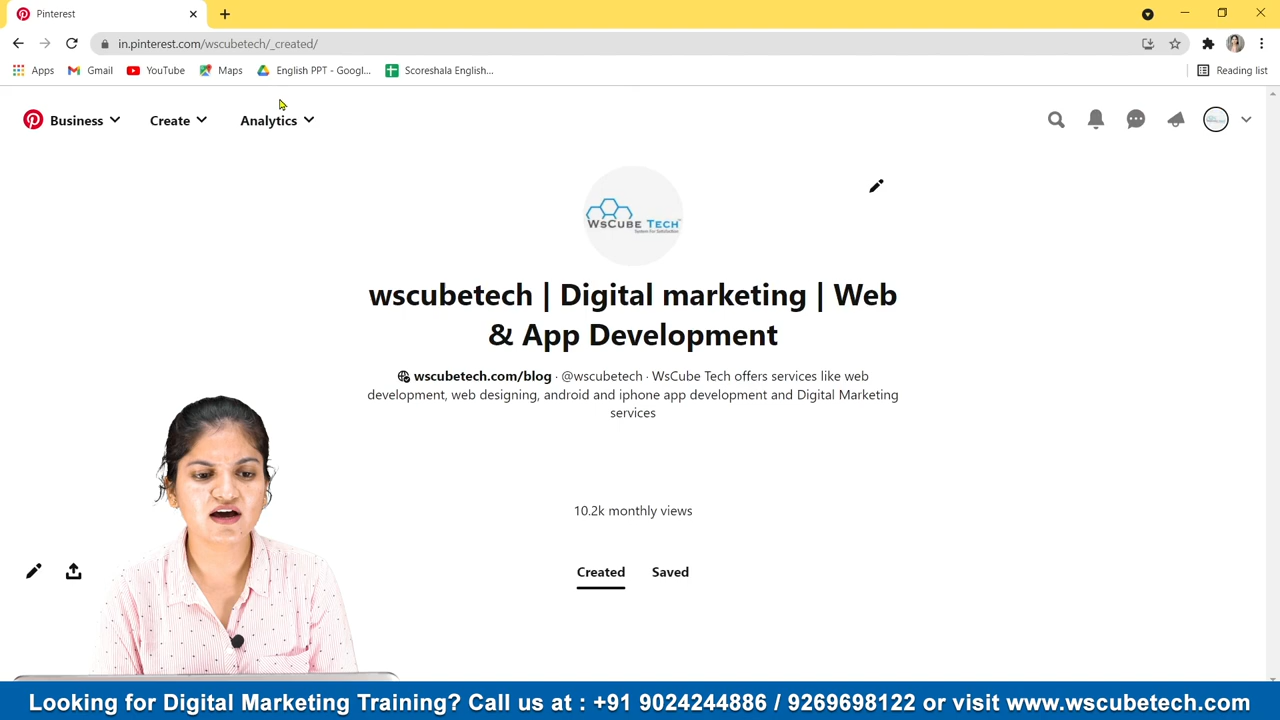 Pinterest
in.pinterest.com/wscubetech/_created/
Apps Gmail YouTube Maps English PPT - Googl... Scoreshala English... Reading list
Business Create Analytics
WsCube Tech
System For Satisfaction
wscubetech | Digital marketing | Web
& App Development
wscubetech.com/blog · @wscubetech · WsCube Tech offers services like web
development, web designing, android and iphone app development and Digital Marketing
services
10.2k monthly views
Created Saved
Looking for Digital Marketing Training? Call us at : +91 9024244886 / 9269698122 or visit www.wscubetech.com